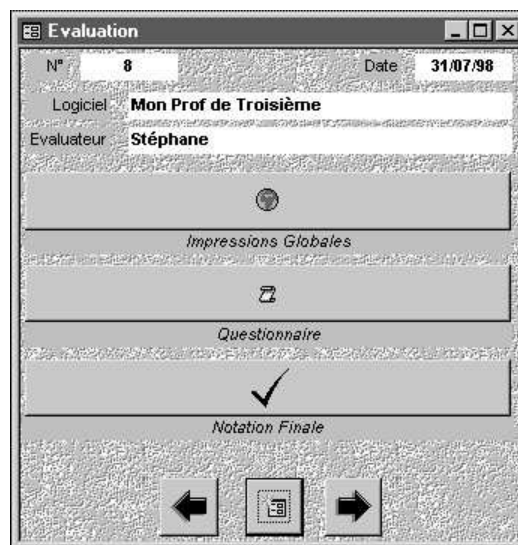 Evaluation
N° 8 Date 31/07/98
Logiciel Mon Prof de Troisième
Evaluateur Stéphane
Impressions Globales
Questionnaire
Notation Finale